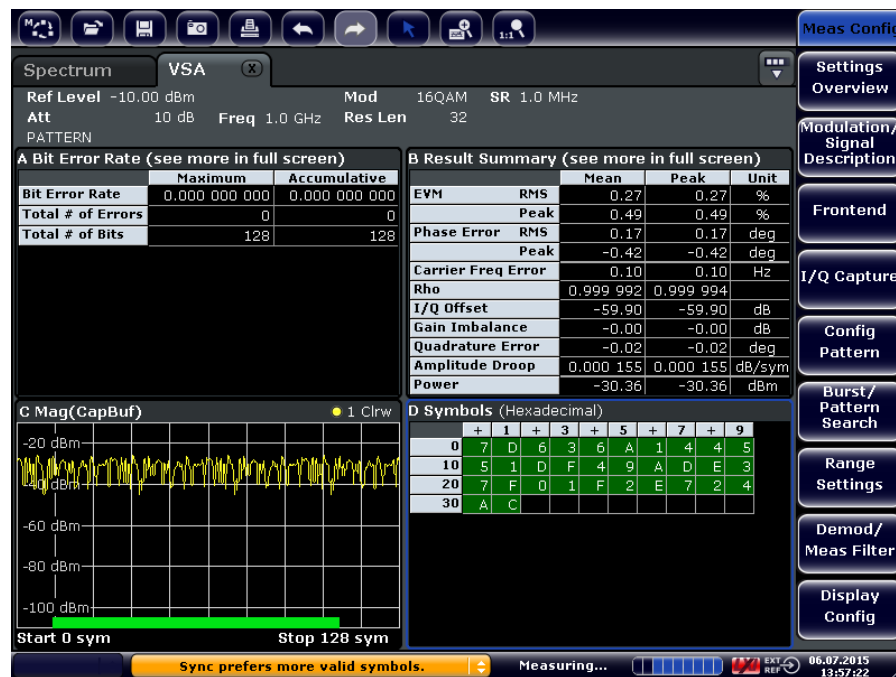 1:1
Meas Config
Spectrum VSA X
Ref Level -10.00 dBm Mod 16QAM SR 1.0 MHz
Att 10 dB Freq 1.0 GHz Res Len 32
PATTERN
A Bit Error Rate (see more in full screen)
Maximum Accumulative
Bit Error Rate 0.000 000 000 0.000 000 000
Total # of Errors 0 0
Total # of Bits 128 128
B Result Summary (see more in full screen)
Mean Peak Unit
EVM RMS 0.27 0.27 %
Peak 0.49 0.49 %
Phase Error RMS 0.17 0.17 deg
Peak -0.42 -0.42 deg
Carrier Freq Error 0.10 0.10 Hz
Rho 0.999 992 0.999 994
I/Q Offset -59.90 -59.90 dB
Gain Imbalance -0.00 -0.00 dB
Quadrature Error -0.02 -0.02 deg
Amplitude Droop 0.000 155 0.000 155 dB/sym
Power -30.36 -30.36 dBm
C Mag(CapBuf) 1 Clrw
-20 dBm
-40 dBm
-60 dBm
-80 dBm
-100 dBm
Start 0 sym Stop 128 sym
D Symbols (Hexadecimal)
+ 1 + 3 + 5 + 7 + 9
0 7 D 6 3 6 A 1 4 4 5
10 5 1 D F 4 9 A D E 3
20 7 F 0 1 F 2 E 7 2 4
30 A C
Settings
Overview
Modulation/
Signal
Description
Frontend
I/Q Capture
Config
Pattern
Burst/
Pattern
Search
Range
Settings
Demod/
Meas Filter
Display
Config
Sync prefers more valid symbols. Measuring... EXT REF 06.07.2015
13:57:22